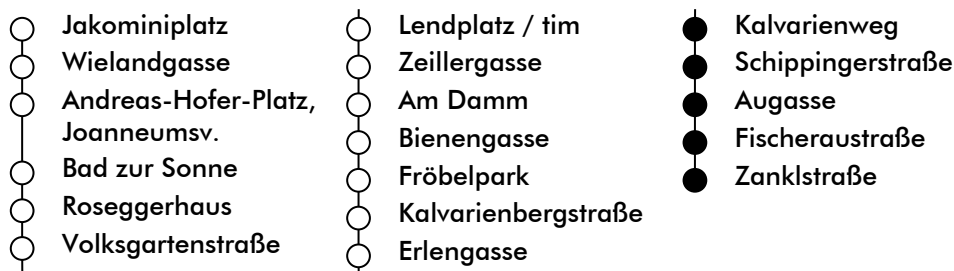 Jakominiplatz
Wielandgasse
Andreas-Hofer-Platz,
Joanneumsv.
Bad zur Sonne
Roseggerhaus
Volksgartenstraße
Lendplatz / tim
Zeillergasse
Am Damm
Bienengasse
Fröbelpark
Kalvarienbergstraße
Erlengasse
Kalvarienweg
Schippingerstraße
Augasse
Fischeraustraße
Zanklstraße